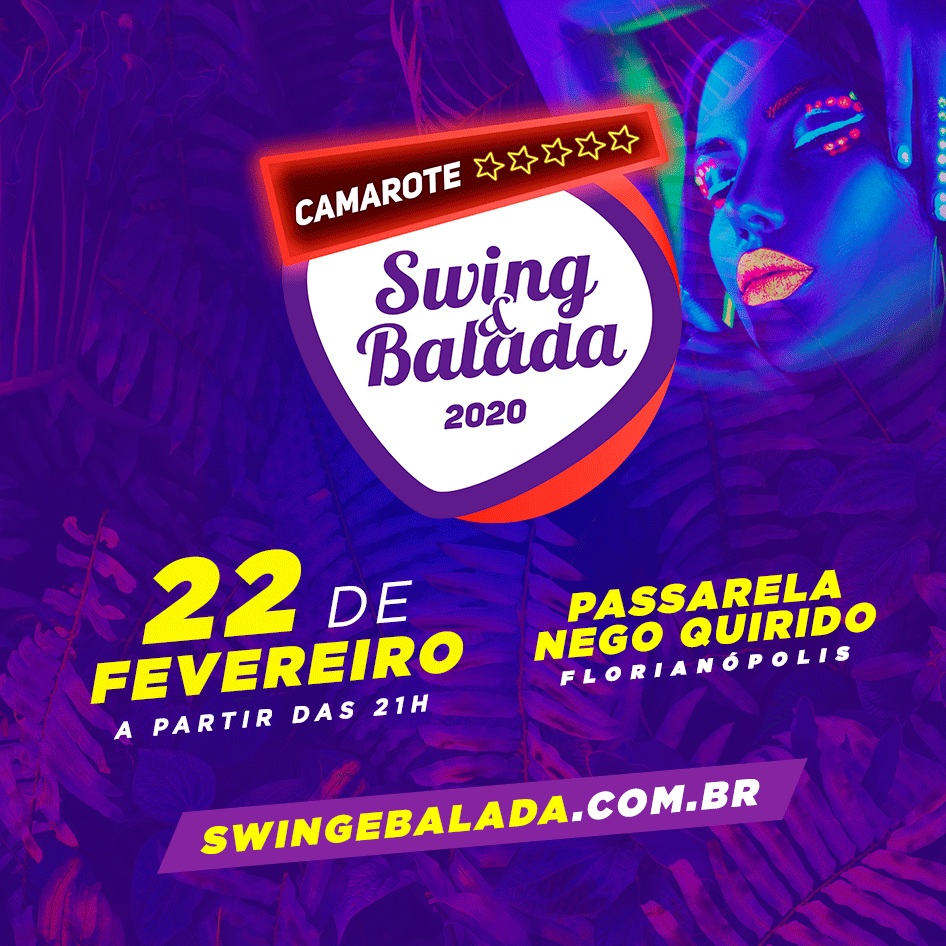 CAMAROTE
Swing
&
Balada
2020
22 DE
FEVEREIRO
A PARTIR DAS 21H
PASSARELA
NEGO QUIRIDO
FLORIANÓPOLIS
SWINGEBALADA.COM.BR